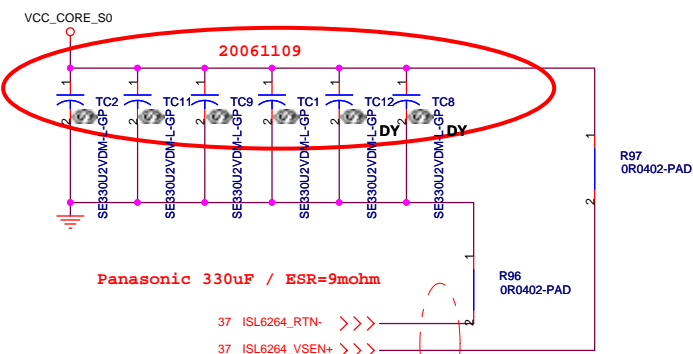 VCC_CORE_S0
20061109
1 1 1 1 1 1
TC2 TC11 TC9 TC1 TC12 TC8
2 2 2 2 2 2
DY DY
SE330U2VDM-L-GP SE330U2VDM-L-GP SE330U2VDM-L-GP SE330U2VDM-L-GP SE330U2VDM-L-GP SE330U2VDM-L-GP
1
R97
0R0402-PAD
2
Panasonic 330uF / ESR=9mohm
1
R96
0R0402-PAD
2
37 ISL6264_RTN-
37 ISL6264_VSEN+